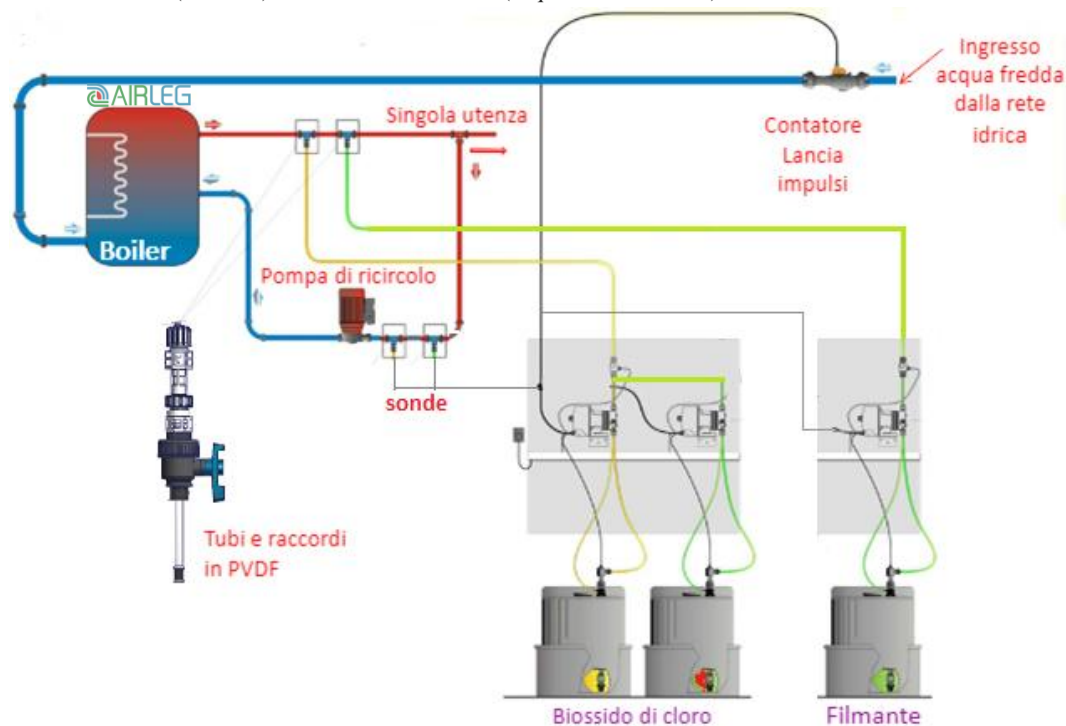 Ingresso
acqua fredda
dalla rete
idrica
AIRLEG
Singola utenza
Contatore
Lancia
impulsi
Boiler
Pompa di ricircolo
sonde
Tubi e raccordi
in PVDF
Biossido di cloro
Filmante